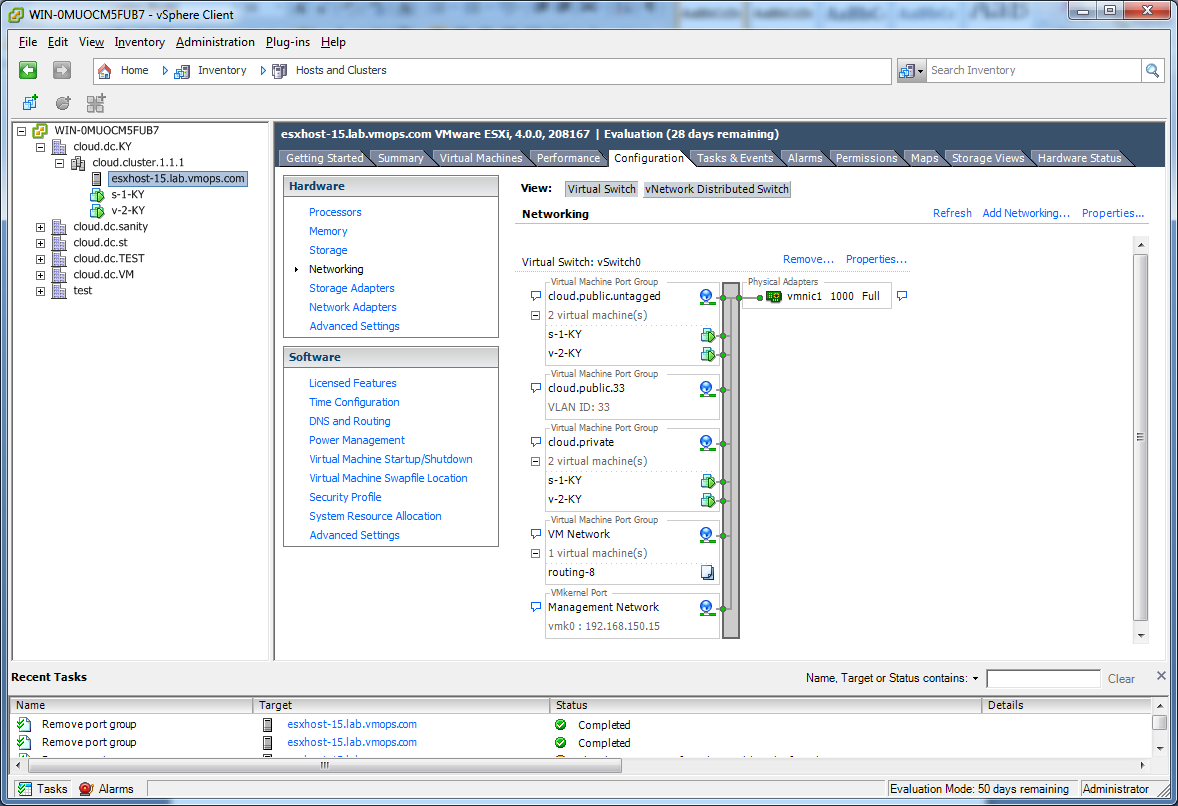 WIN-0MUOCM5FUB7 - vSphere Client
File Edit View Inventory Administration Plug-ins Help
Home Inventory Hosts and Clusters
Search Inventory
WIN-0MUOCM5FUB7
cloud.dc.KY
cloud.cluster.1.1.1
esxhost-15.lab.vmops.com
s-1-KY
v-2-KY
cloud.dc.sanity
cloud.dc.st
cloud.dc.TEST
cloud.dc.VM
test
esxhost-15.lab.vmops.com VMware ESXi, 4.0.0, 208167 | Evaluation (28 days remaining)
Getting Started Summary Virtual Machines Performance Configuration Tasks & Events Alarms Permissions Maps Storage Views Hardware Status
Hardware
Processors
Memory
Storage
Networking
Storage Adapters
Network Adapters
Advanced Settings
Software
Licensed Features
Time Configuration
DNS and Routing
Power Management
Virtual Machine Startup/Shutdown
Virtual Machine Swapfile Location
Security Profile
System Resource Allocation
Advanced Settings
View: Virtual Switch vNetwork Distributed Switch
Networking
Refresh Add Networking... Properties...
Virtual Switch: vSwitch0 Remove... Properties...
Virtual Machine Port Group
cloud.public.untagged
2 virtual machine(s)
s-1-KY
v-2-KY
Physical Adapters
vmnic1 1000 Full
Virtual Machine Port Group
cloud.public.33
VLAN ID: 33
Virtual Machine Port Group
cloud.private
2 virtual machine(s)
s-1-KY
v-2-KY
Virtual Machine Port Group
VM Network
1 virtual machine(s)
routing-8
VMkernel Port
Management Network
vmk0 : 192.168.150.15
Recent Tasks
Name, Target or Status contains: Clear
Name Target Status Details
Remove port group esxhost-15.lab.vmops.com Completed
Remove port group esxhost-15.lab.vmops.com Completed
Tasks Alarms
Evaluation Mode: 50 days remaining Administrator